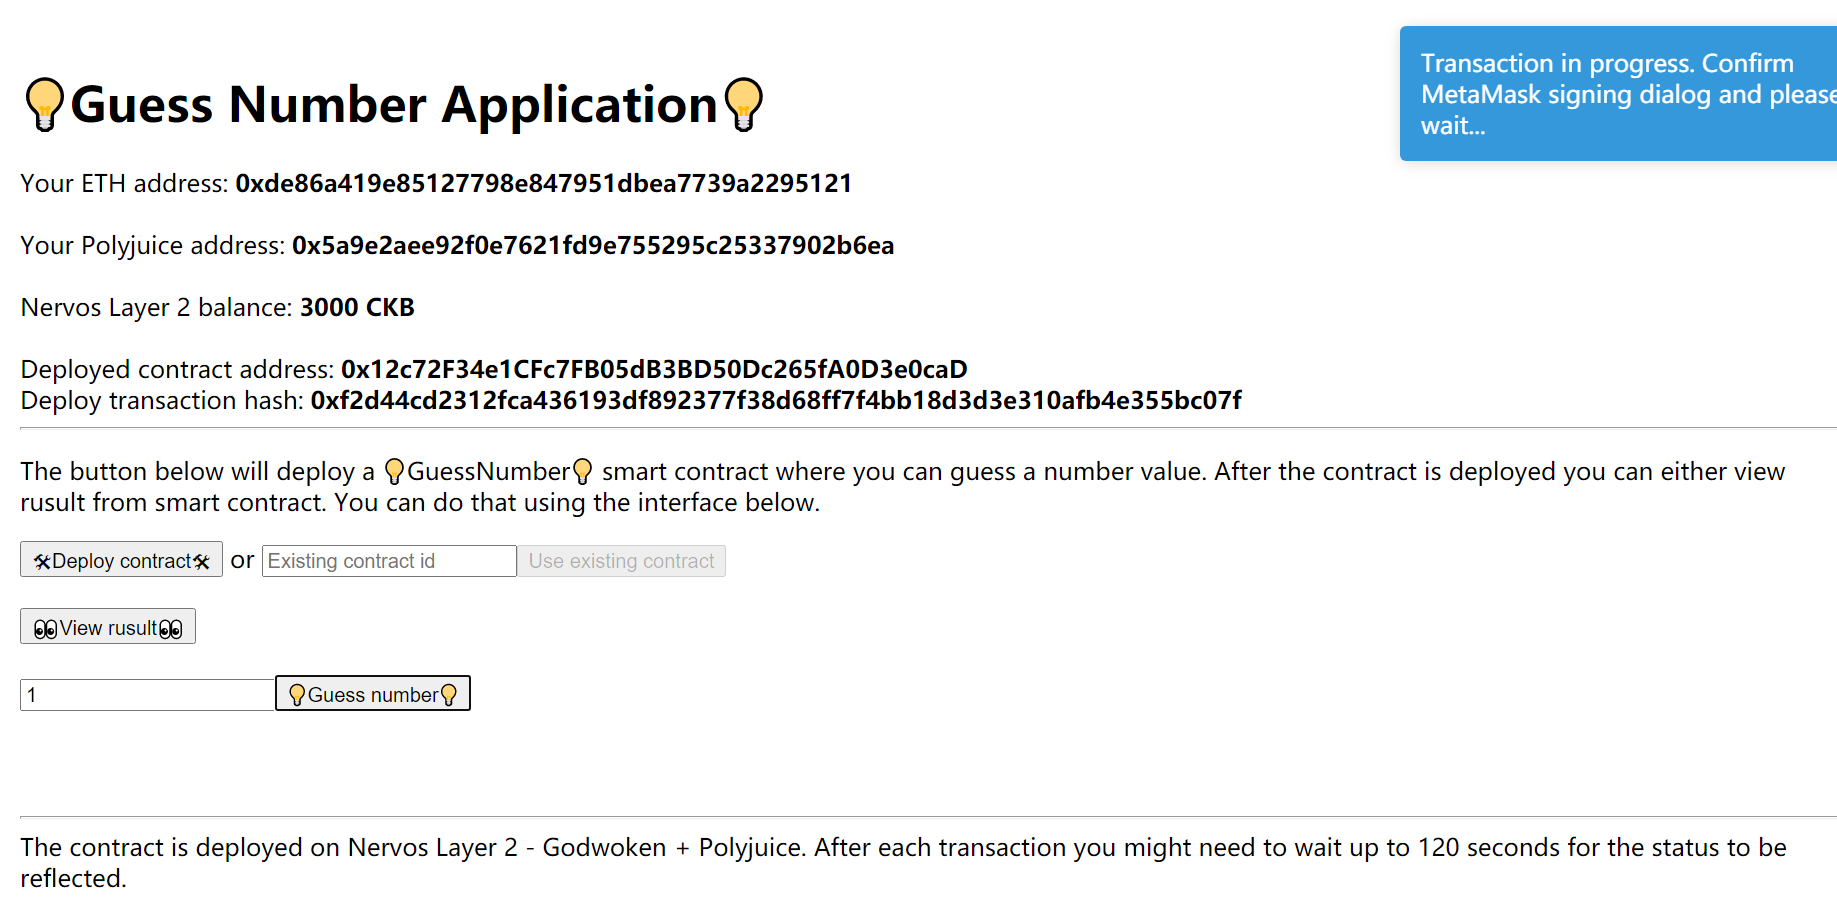 💡Guess Number Application💡
Transaction in progress. Confirm
MetaMask signing dialog and please
wait...
Your ETH address: 0xde86a419e85127798e847951dbea7739a2295121
Your Polyjuice address: 0x5a9e2aee92f0e7621fd9e755295c25337902b6ea
Nervos Layer 2 balance: 3000 CKB
Deployed contract address: 0x12c72F34e1CFc7FB05dB3BD50Dc265fA0D3e0caD
Deploy transaction hash: 0xf2d44cd2312fca436193df892377f38d68ff7f4bb18d3d3e310afb4e355bc07f
The button below will deploy a 💡GuessNumber💡 smart contract where you can guess a number value. After the contract is deployed you can either view
rusult from smart contract. You can do that using the interface below.
🛠Deploy contract🛠 or Existing contract id Use existing contract
👀View rusult👀
1 💡Guess number💡
The contract is deployed on Nervos Layer 2 - Godwoken + Polyjuice. After each transaction you might need to wait up to 120 seconds for the status to be
reflected.